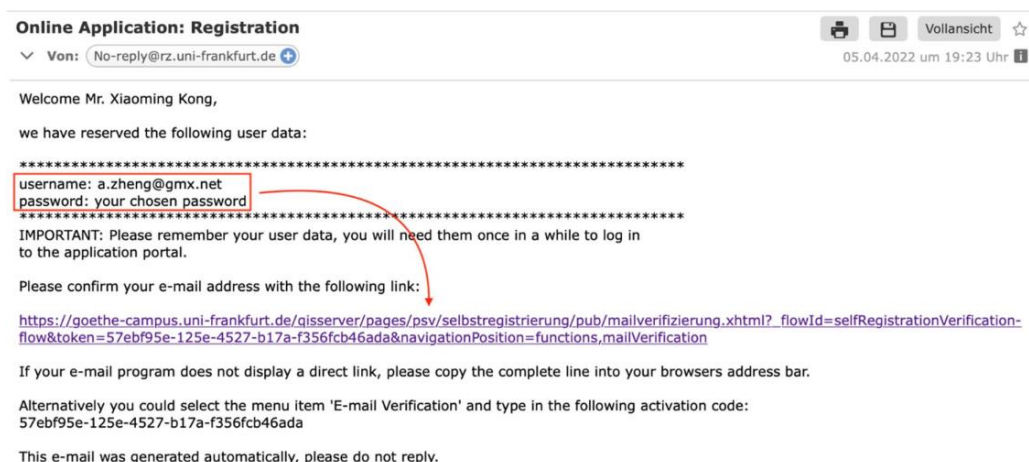 Online Application: Registration
Vollansicht
Von: No-reply@rz.uni-frankfurt.de
05.04.2022 um 19:23 Uhr
Welcome Mr. Xiaoming Kong,
we have reserved the following user data:
*****************************************************************************
username: a.zheng@gmx.net
password: your chosen password
*****************************************************************************
IMPORTANT: Please remember your user data, you will need them once in a while to log in
to the application portal.
Please confirm your e-mail address with the following link:
https://goethe-campus.uni-frankfurt.de/qisserver/pages/psv/selbstregistrierung/pub/mailverifizierung.xhtml?_flowId=selfRegistrationVerification-
flow&token=57ebf95e-125e-4527-b17a-f356fcb46ada&navigationPosition=functions,mailVerification
If your e-mail program does not display a direct link, please copy the complete line into your browsers address bar.
Alternatively you could select the menu item 'E-mail Verification' and type in the following activation code:
57ebf95e-125e-4527-b17a-f356fcb46ada
This e-mail was generated automatically, please do not reply.